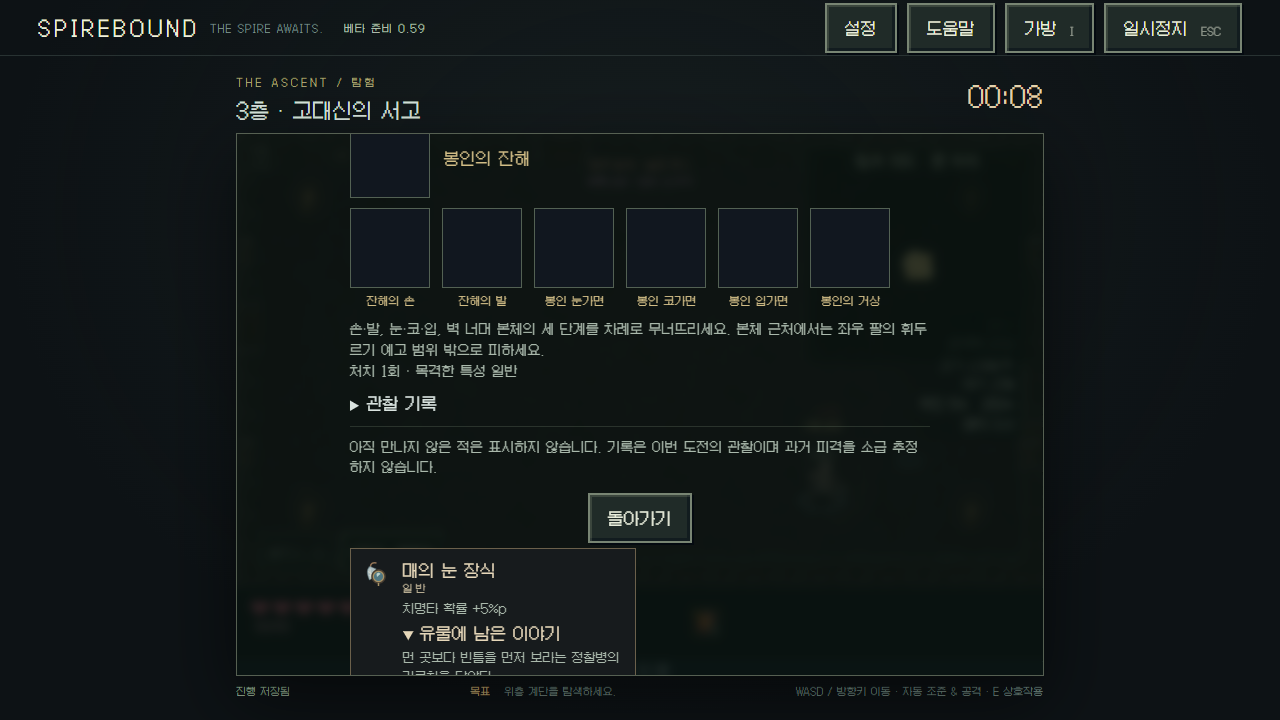 SPIREBOUND THE SPIRE AWAITS. 베타 준비 0.59
설정 도움말 가방 I 일시정지 ESC
THE ASCENT / 탐험
3층 · 고대신의 서고
00:08
봉인의 잔해
잔해의 손 잔해의 발 봉인 눈가면 봉인 코가면 봉인 입가면 봉인의 거상
손·발, 눈·코·입, 벽 너머 본체의 세 단계를 차례로 무너뜨리세요. 본체 근처에서는 좌우 팔의 휘두
르기 예고 범위 밖으로 피하세요.
처치 1회 · 목격한 특성 일반
▶ 관찰 기록
아직 만나지 않은 적은 표시하지 않습니다. 기록은 이번 도전의 관찰이며 과거 피격을 소급 추정
하지 않습니다.
돌아가기
매의 눈 장식
일반
치명타 확률 +5%p
▼ 유물에 남은 이야기
먼 곳보다 빈틈을 먼저 보라는 정찰병의
진행 저장됨
목표 위층 계단을 탐색하세요.
WASD / 방향키 이동 · 자동 조준 & 공격 · E 상호작용